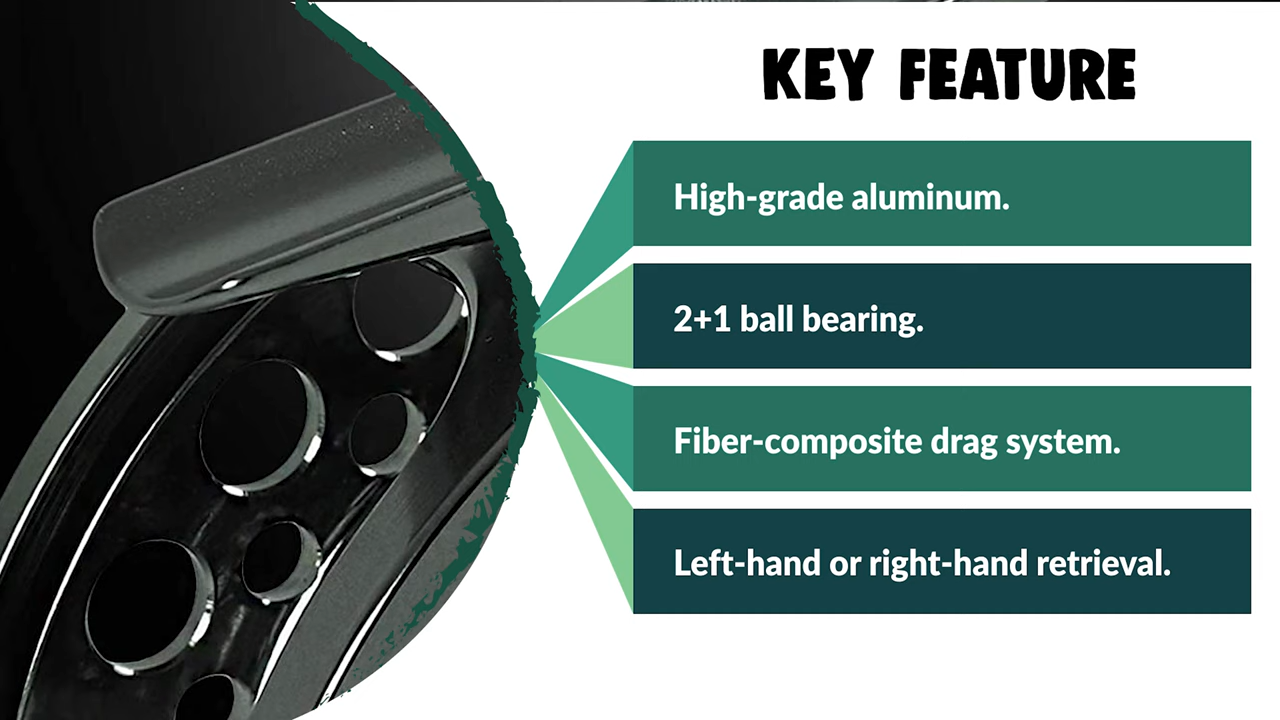 KEY FEATURE
High-grade aluminum.
2+1 ball bearing.
Fiber-composite drag system.
Left-hand or right-hand retrieval.